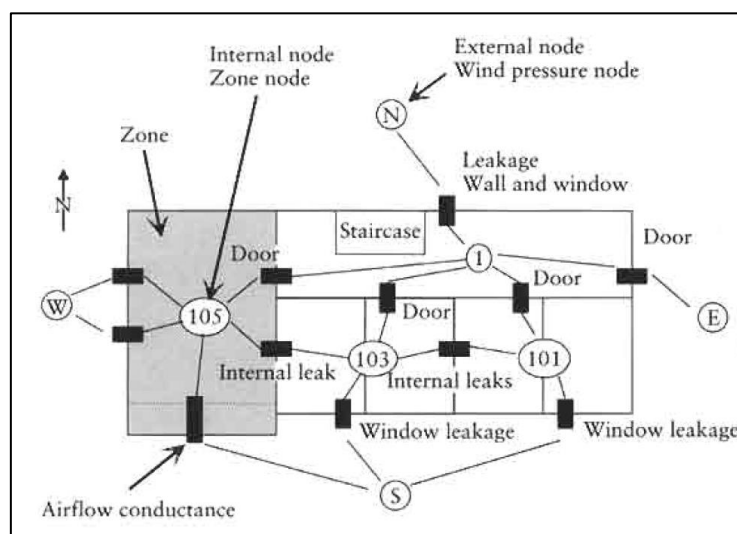 Internal node
Zone node
External node
Wind pressure node
Zone
N
N
Leakage
Wall and window
Staircase
Door
Door
1
Door
W
105
E
Door
103
101
Internal leak
Internal leaks
Window leakage
Window leakage
S
Airflow conductance